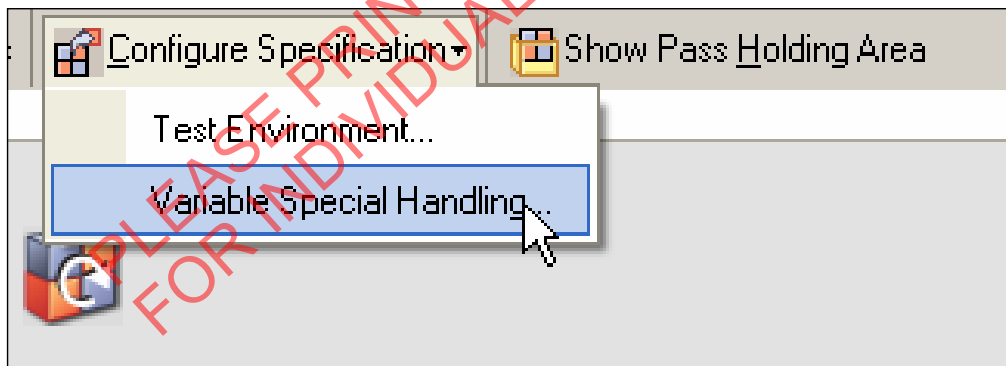 Configure Specification
Show Pass Holding Area
Test Environment...
Variable Special Handling...
PLEASE PRIN
FOR INDIVIDUAL